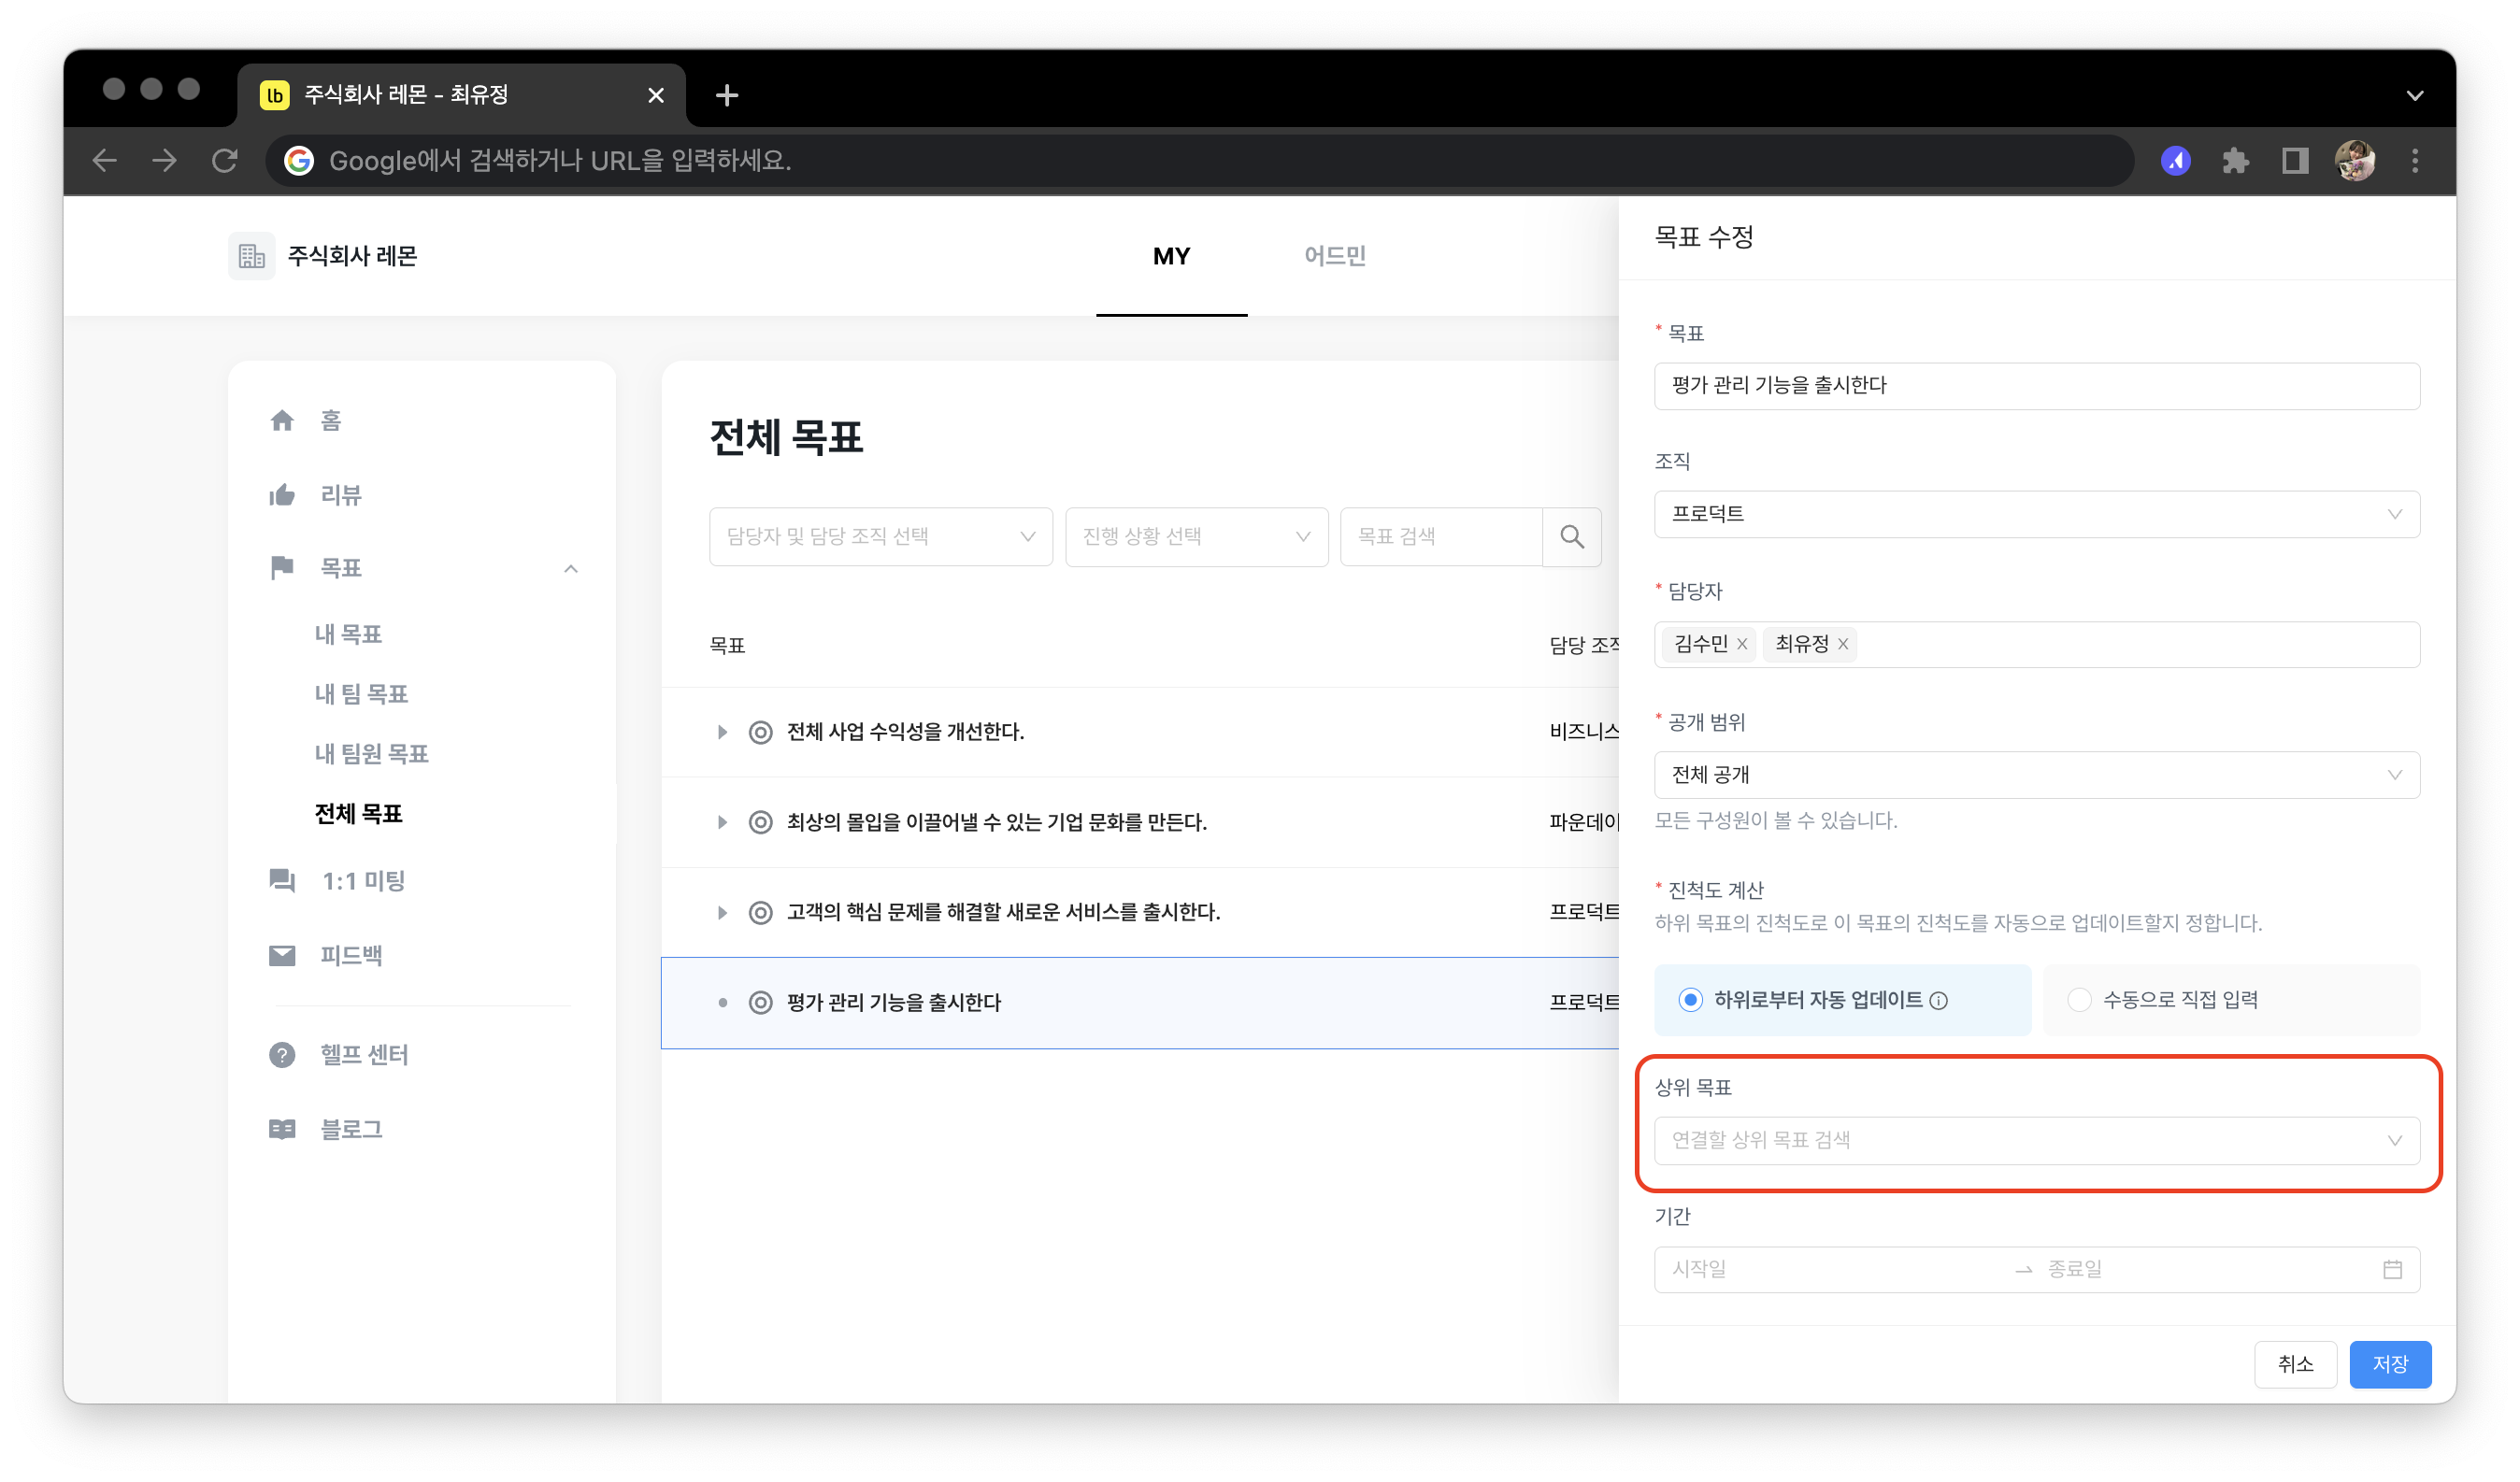 lb 주식회사 레몬 - 최유정
Google에서 검색하거나 URL을 입력하세요.
주식회사 레몬
MY
어드민
홈
리뷰
목표
내 목표
내 팀 목표
내 팀원 목표
전체 목표
1:1 미팅
피드백
헬프 센터
블로그
전체 목표
담당자 및 담당 조직 선택
진행 상황 선택
목표 검색
목표
담당 조직
전체 사업 수익성을 개선한다.
비즈니스
최상의 몰입을 이끌어낼 수 있는 기업 문화를 만든다.
파운데이
고객의 핵심 문제를 해결할 새로운 서비스를 출시한다.
프로덕트
평가 관리 기능을 출시한다
프로덕트
목표 수정
* 목표
평가 관리 기능을 출시한다
조직
프로덕트
* 담당자
김수민 최유정
* 공개 범위
전체 공개
모든 구성원이 볼 수 있습니다.
* 진척도 계산
하위 목표의 진척도로 이 목표의 진척도를 자동으로 업데이트할지 정합니다.
하위로부터 자동 업데이트
수동으로 직접 입력
상위 목표
연결할 상위 목표 검색
기간
시작일
종료일
취소
저장